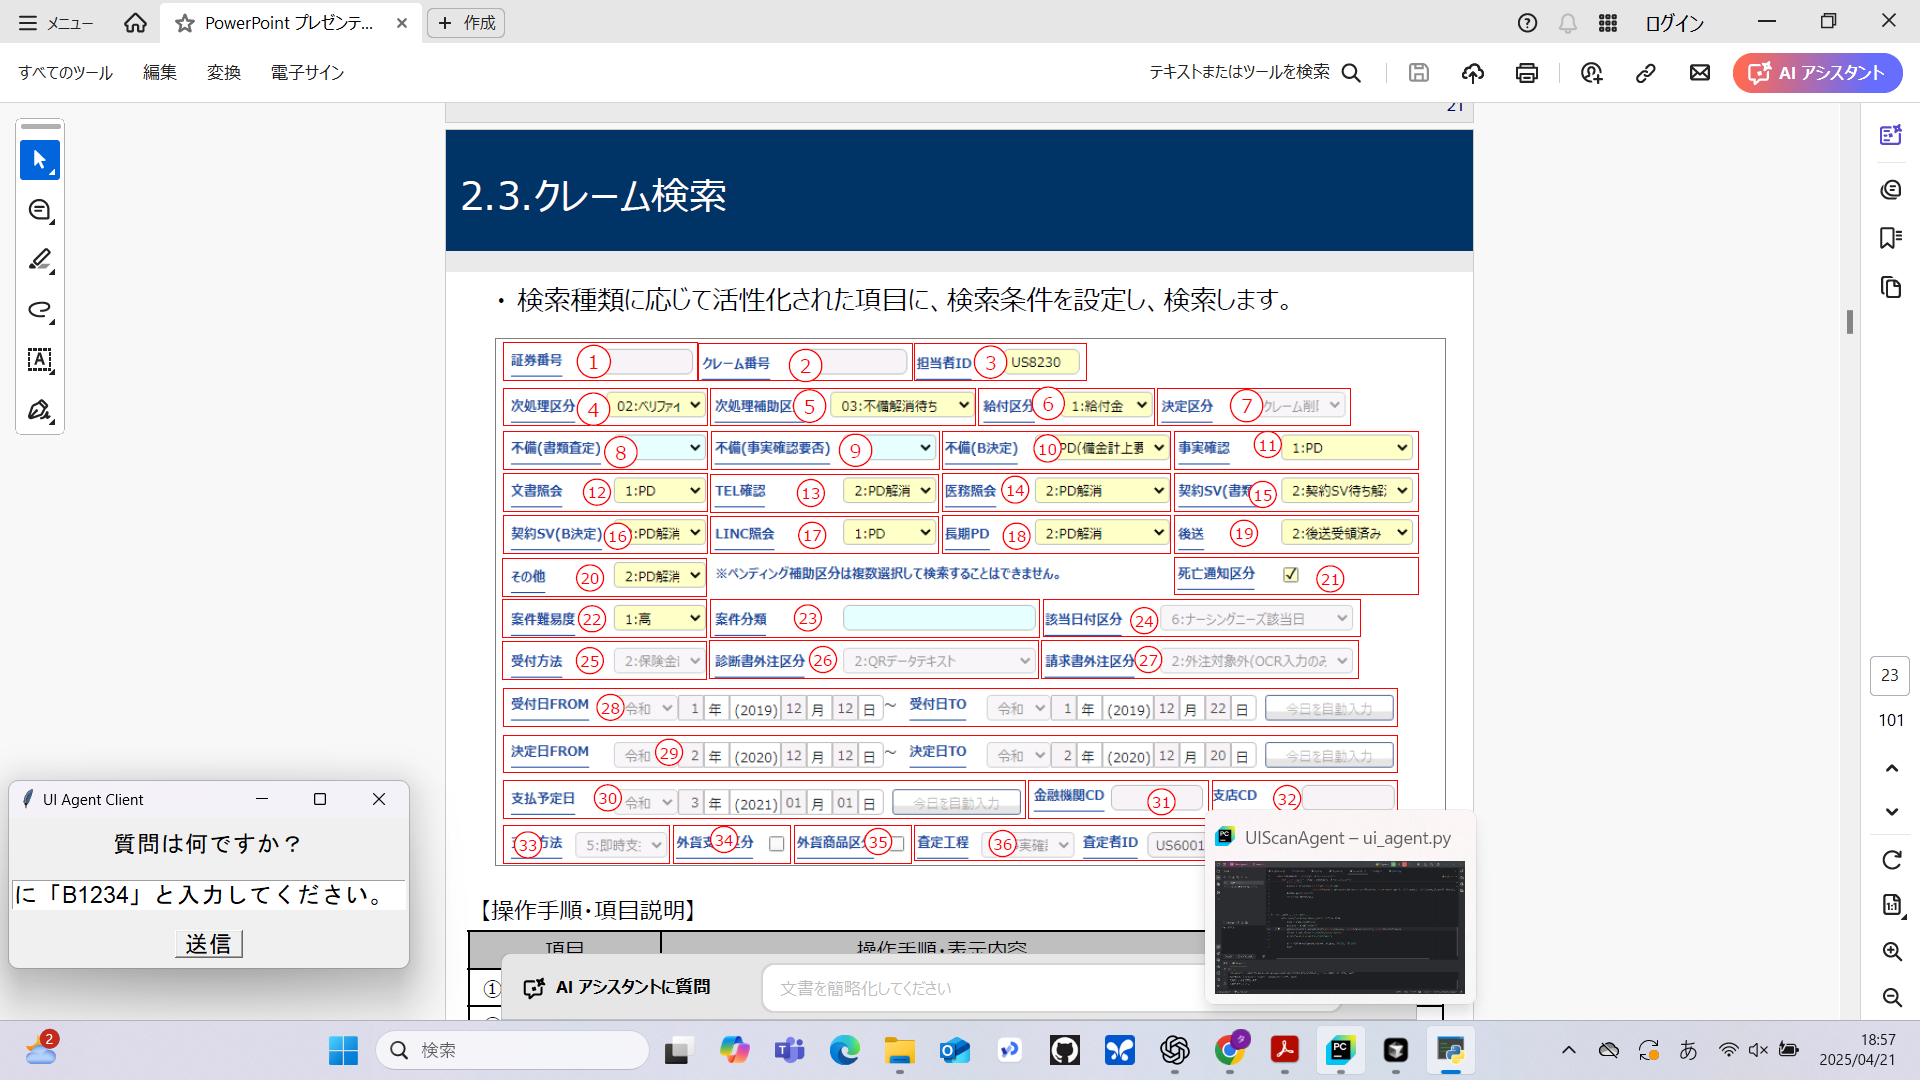 メニュー
PowerPoint プレゼンテ...
作成
ログイン
すべてのツール
編集
変換
電子サイン
テキストまたはツールを検索
AI アシスタント
21
2.3.クレーム検索
・検索種類に応じて活性化された項目に、検索条件を設定し、検索します。
証券番号 ① クレーム番号 ② 担当者ID ③ US8230
次処理区分 ④ 02:ベリファイ 次処理補助区 ⑤ 03:不備解消待ち 給付区分 ⑥ 1:給付金 決定区分 ⑦ クレーム削
不備(書類査定) ⑧ 不備(事実確認要否) ⑨ 不備(B決定) ⑩ PD(備金計上要 事実確認 ⑪ 1:PD
文書照会 ⑫ 1:PD TEL確認 ⑬ 2:PD解消 医務照会 ⑭ 2:PD解消 契約SV(書類 ⑮ 2:契約SV待ち解
契約SV(B決定) ⑯ :PD解消 LINC照会 ⑰ 1:PD 長期PD ⑱ 2:PD解消 後送 ⑲ 2:後送受領済み
その他 ⑳ 2:PD解消 ※ペンディング補助区分は複数選択して検索することはできません。 死亡通知区分 ㉑
案件難易度 ㉒ 1:高 案件分類 ㉓ 該当日付区分 ㉔ 6:ナーシングニーズ該当日
受付方法 ㉕ 2:保険金 診断書外注区分 ㉖ 2:QRデータテキスト 請求書外注区分 ㉗ 2:外注対象外(OCR入力のみ
受付日FROM ㉘ 令和 1 年 (2019) 12 月 12 日 ～ 受付日TO 令和 1 年 (2019) 12 月 22 日 今日を自動入力
決定日FROM 令和 ㉙ 2 年 (2020) 12 月 12 日 ～ 決定日TO 令和 2 年 (2020) 12 月 20 日 今日を自動入力
支払予定日 ㉚ 令和 3 年 (2021) 01 月 01 日 今日を自動入力 金融機関CD ㉛ 支店CD ㉜
㉝ 方法 5:即時支 外貨支 ㉞ 分 外貨商品区 ㉟ 査定工程 ㊱ 実確 査定者ID US6001
【操作手順・項目説明】
項目 操作手順・表示内容
①
AI アシスタントに質問
文書を簡略化してください
UI Agent Client
質問は何ですか？
に「B1234」と入力してください。
送信
UIScanAgent – ui_agent.py
23
101
2
検索
あ
18:57
2025/04/21